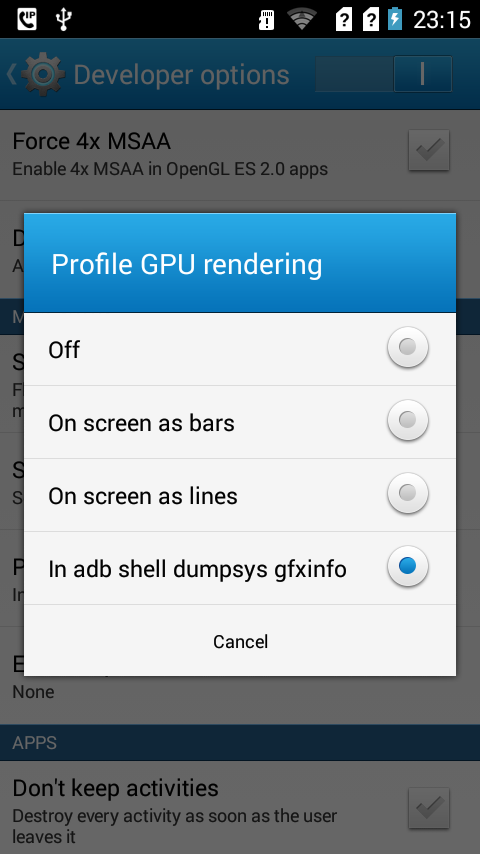 23:15
Developer options
Force 4x MSAA
Enable 4x MSAA in OpenGL ES 2.0 apps
Profile GPU rendering
Off
On screen as bars
On screen as lines
In adb shell dumpsys gfxinfo
Cancel
None
APPS
Don't keep activities
Destroy every activity as soon as the user
leaves it